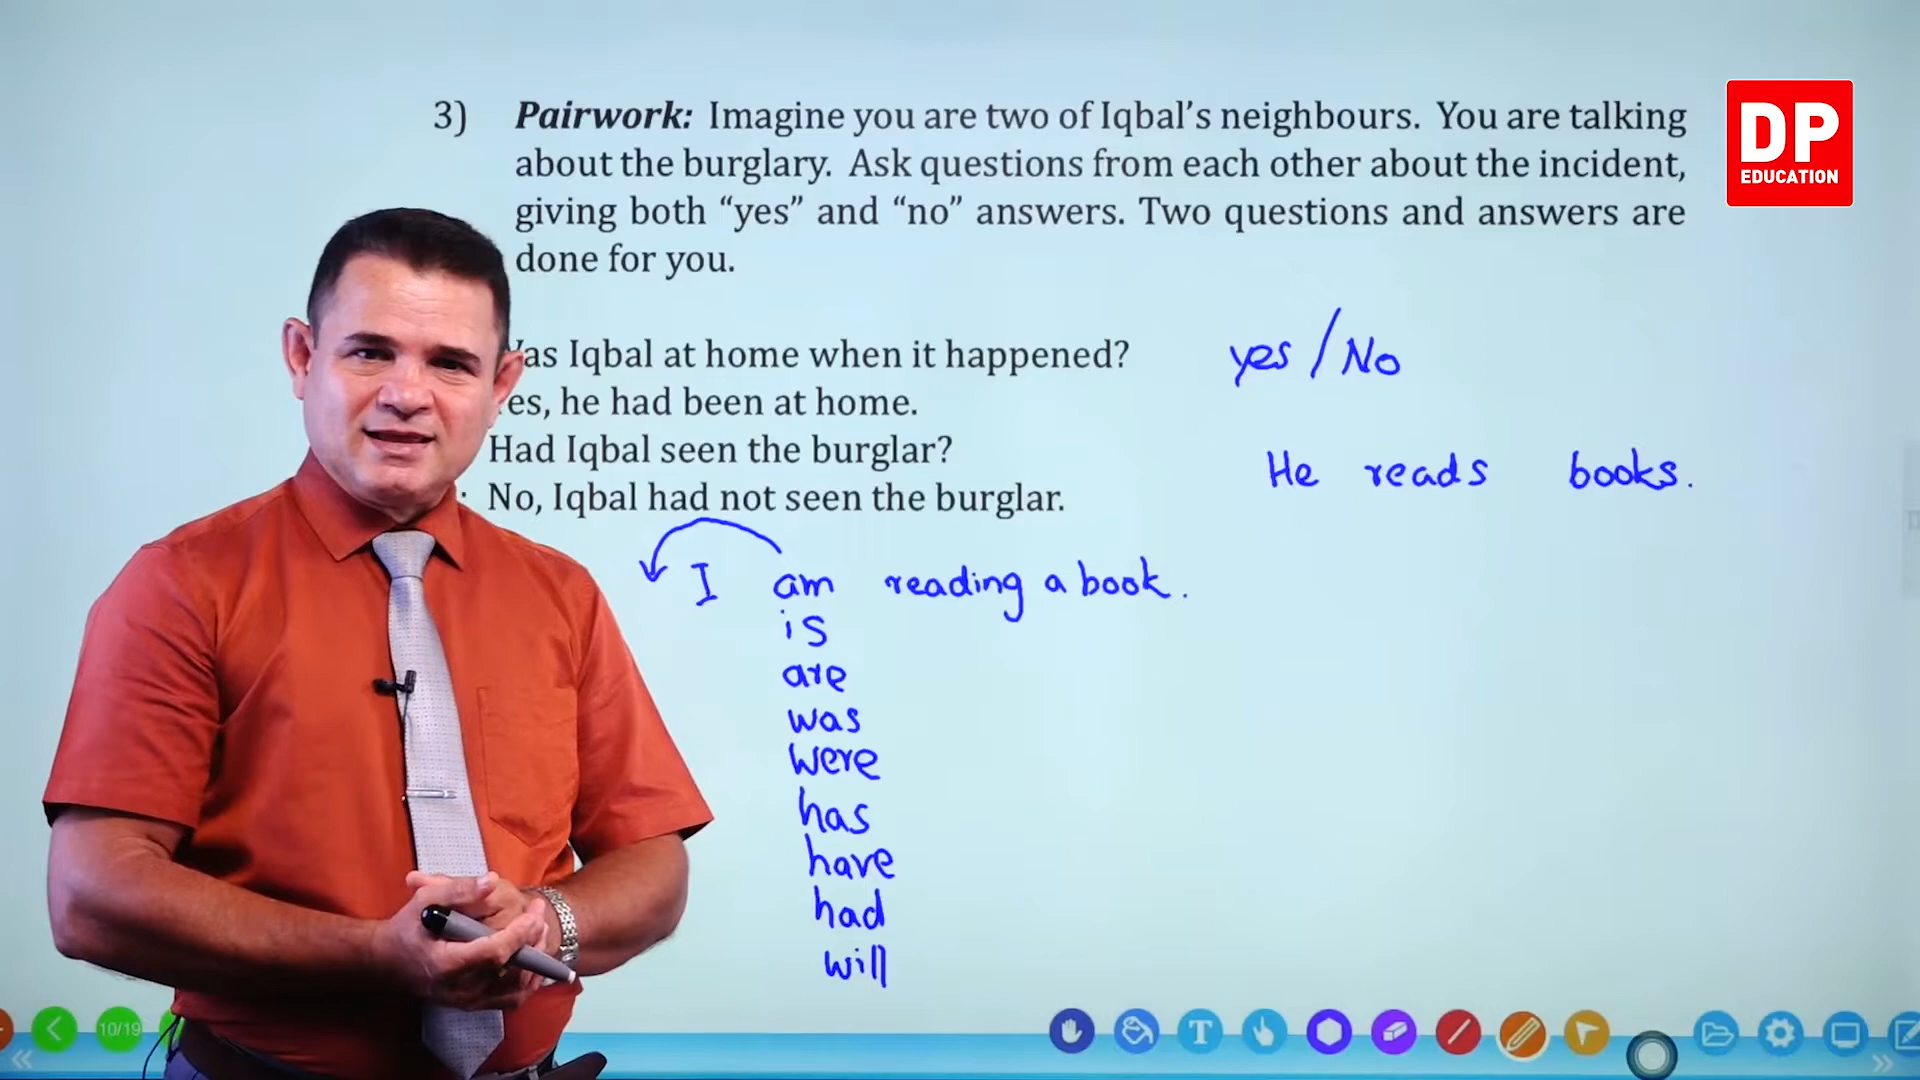 3) Pairwork: Imagine you are two of Iqbal’s neighbours. You are talking
about the burglary. Ask questions from each other about the incident,
giving both “yes” and “no” answers. Two questions and answers are
done for you.
DP
EDUCATION
as Iqbal at home when it happened?
es, he had been at home.
Had Iqbal seen the burglar?
: No, Iqbal had not seen the burglar.
yes / No
He reads books.
I am reading a book.
is
are
was
were
has
have
had
will
10/19
T